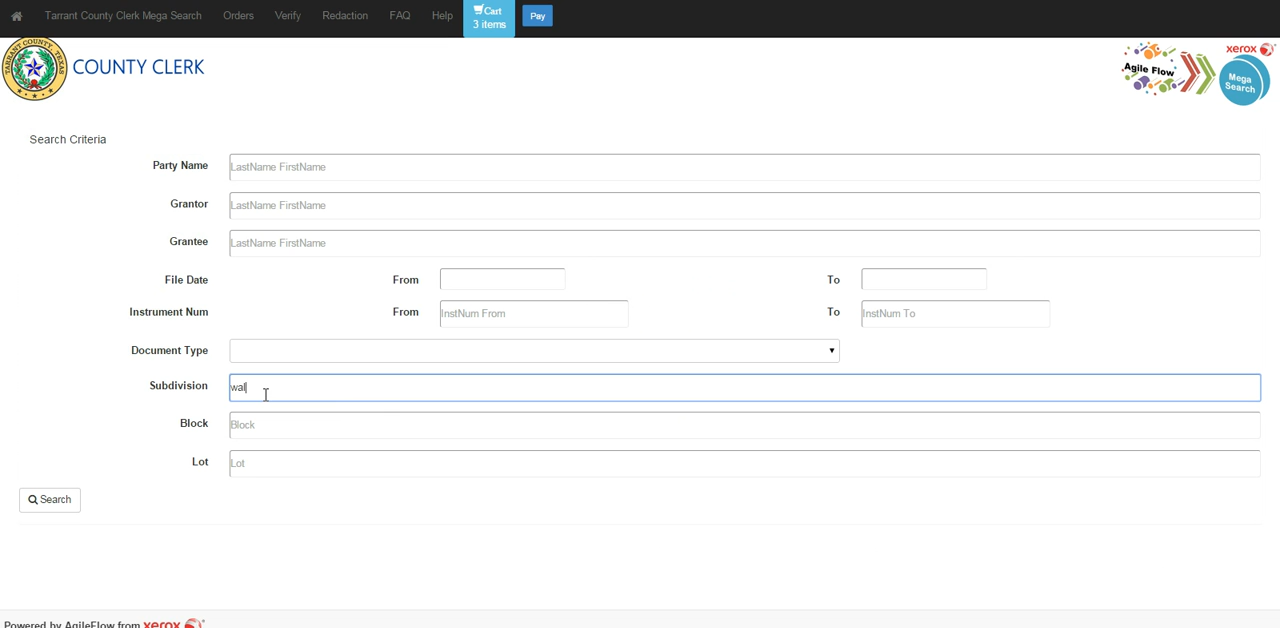 Tarrant County Clerk Mega Search Orders Verify Redaction FAQ Help Cart 3 items Pay
TARRANT COUNTY, TEXAS
COUNTY CLERK
Agile Flow
xerox
Mega Search
Search Criteria
Party Name LastName FirstName
Grantor LastName FirstName
Grantee LastName FirstName
File Date From To
Instrument Num From InstNum From To InstNum To
Document Type
Subdivision wal
Block Block
Lot Lot
Search
Powered by AgileFlow from xerox